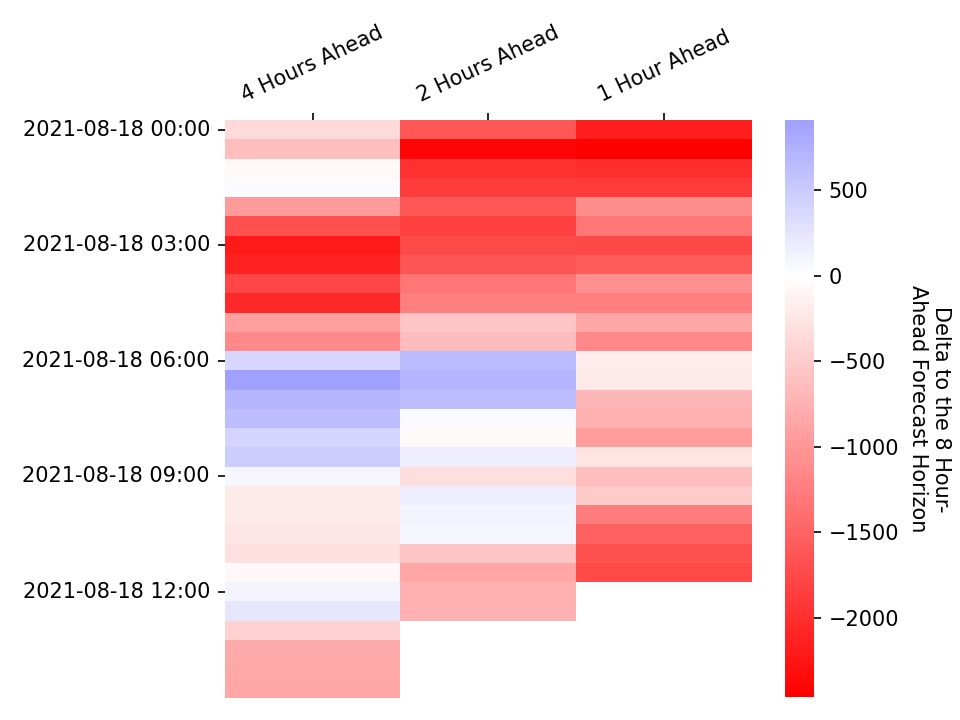 4 Hours Ahead
2 Hours Ahead
1 Hour Ahead
2021-08-18 00:00
2021-08-18 03:00
2021-08-18 06:00
2021-08-18 09:00
2021-08-18 12:00
500
0
−500
−1000
−1500
−2000
Delta to the 8 Hour-
Ahead Forecast Horizon